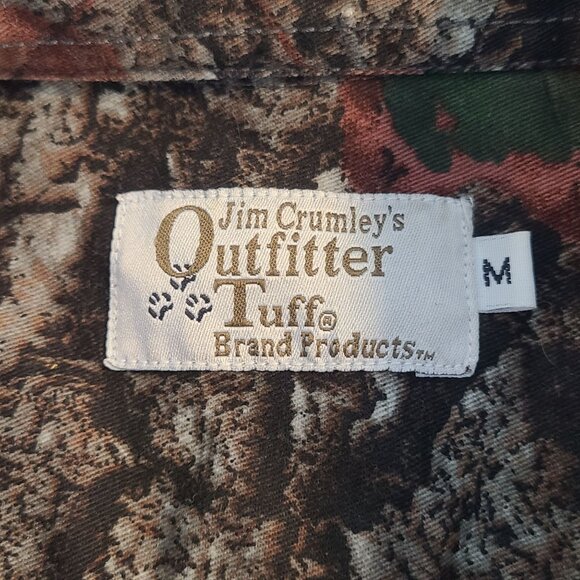 Jim Crumley's
Outfitter
Tuff®
Brand Products™
M